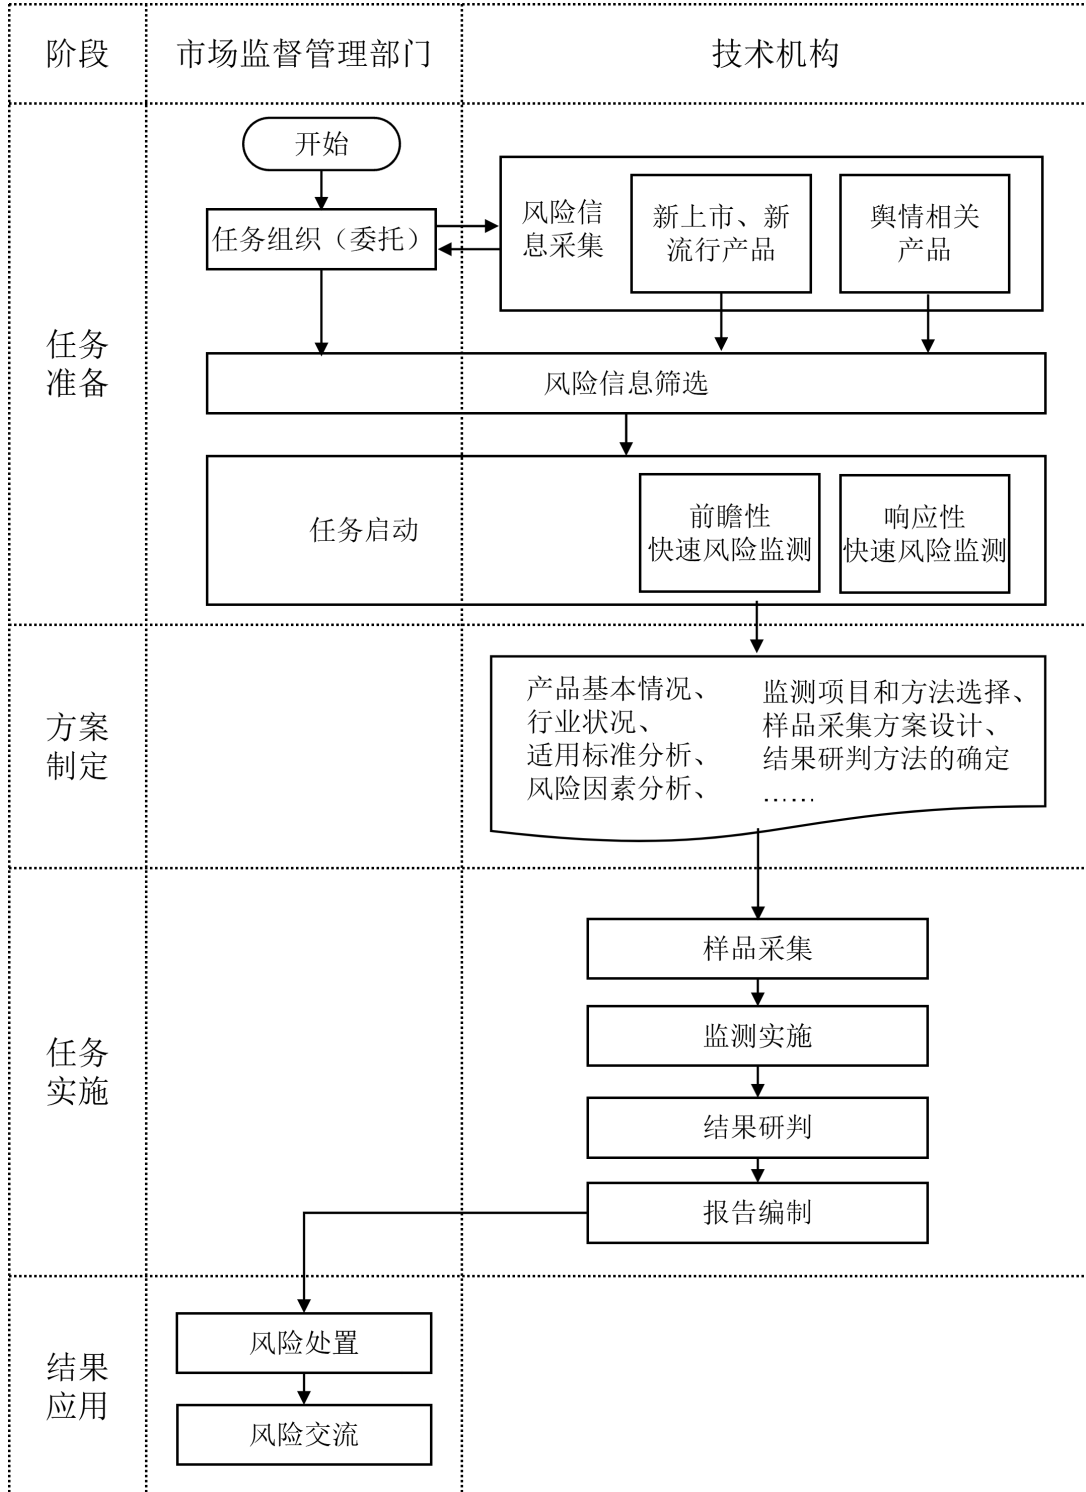 阶段
市场监督管理部门
技术机构
任务
准备
开始
任务组织（委托）
风险信
息采集
新上市、新
流行产品
舆情相关
产品
风险信息筛选
任务启动
前瞻性
快速风险监测
响应性
快速风险监测
方案
制定
产品基本情况、
行业状况、
适用标准分析、
风险因素分析、
监测项目和方法选择、
样品采集方案设计、
结果研判方法的确定
……
任务
实施
样品采集
监测实施
结果研判
报告编制
结果
应用
风险处置
风险交流